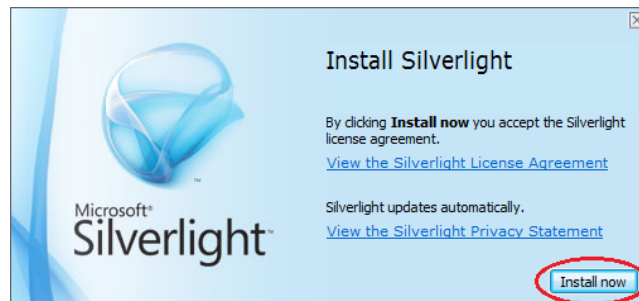 Install Silverlight
By clicking Install now you accept the Silverlight
license agreement.
View the Silverlight License Agreement
Silverlight updates automatically.
View the Silverlight Privacy Statement
Microsoft®
Silverlight™
™
Install now